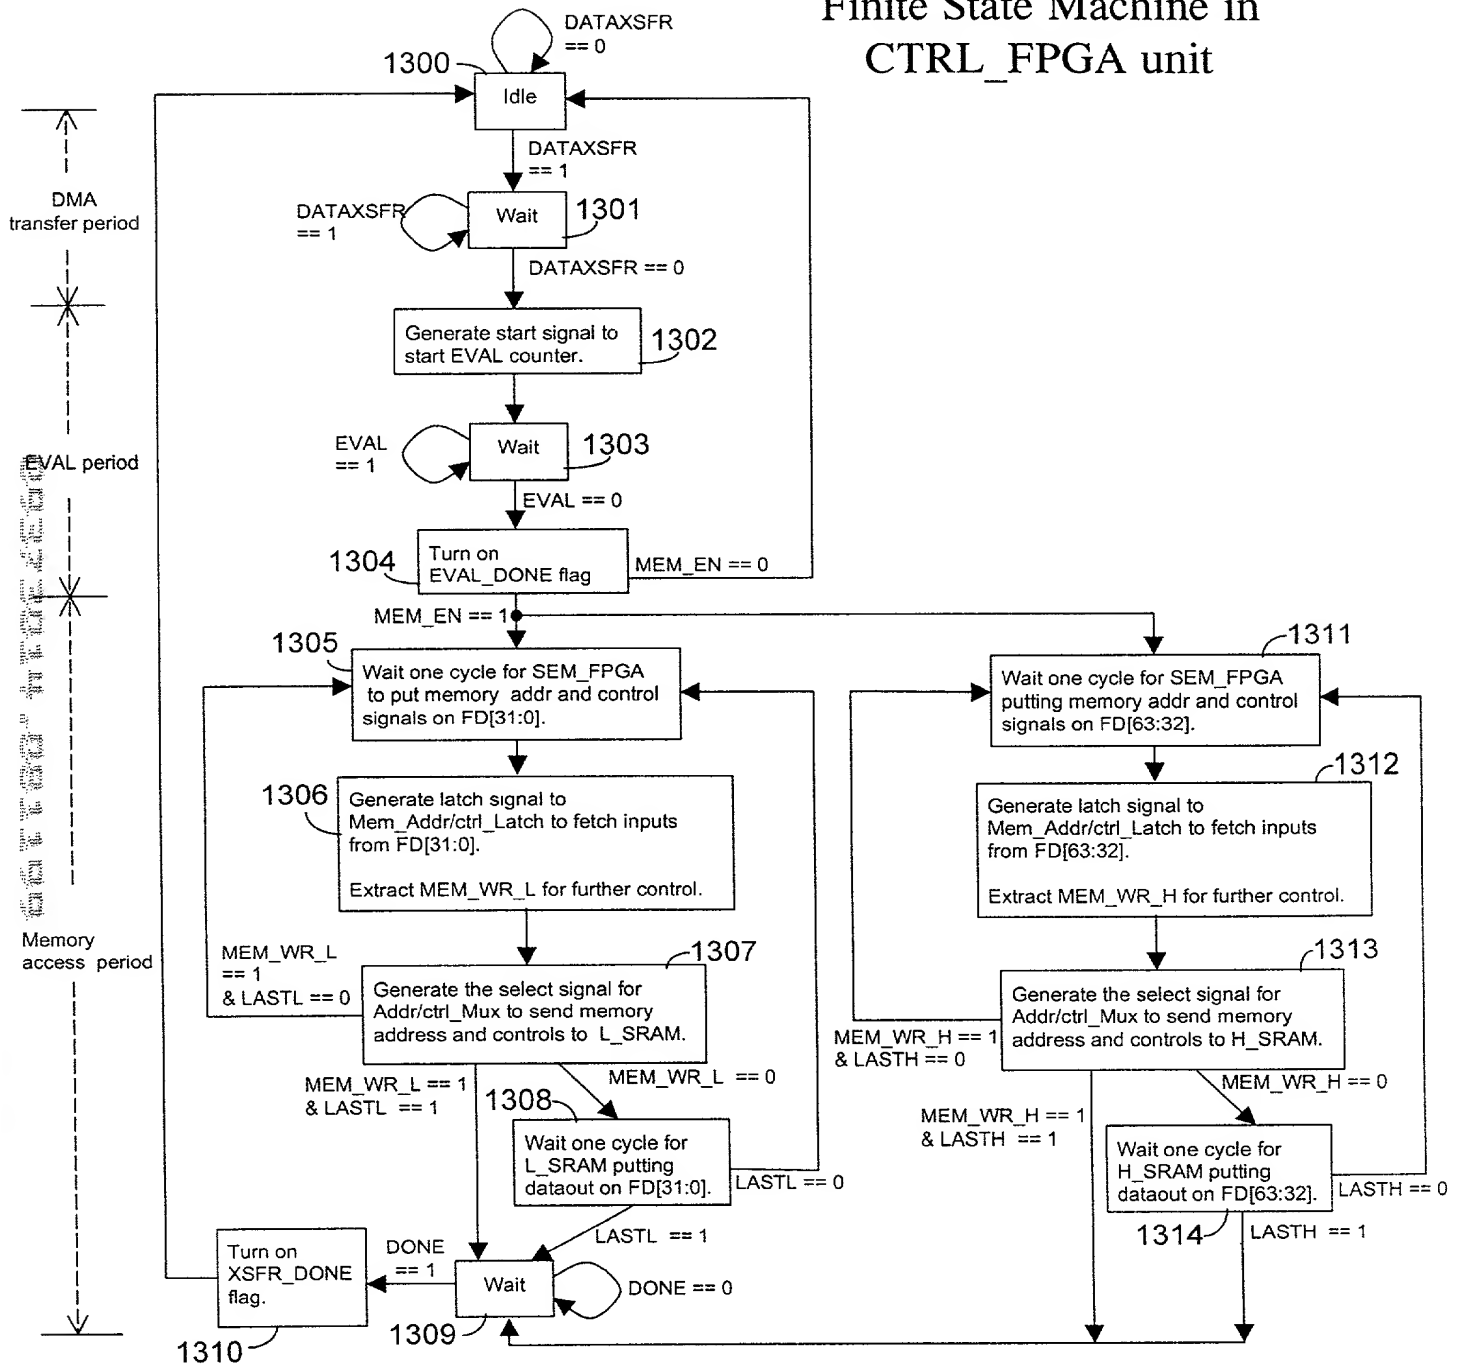 Finite State Machine in
CTRL_FPGA unit
DATAXSFR
== 0
1300
Idle
DATAXSFR
== 1
DMA
transfer period
DATAXSFR
== 1
Wait
1301
DATAXSFR == 0
Generate start signal to
start EVAL counter.
1302
EVAL
== 1
Wait
1303
EVAL period
EVAL == 0
1304
Turn on
EVAL_DONE flag
MEM_EN == 0
MEM_EN == 1
1305
Wait one cycle for SEM_FPGA
to put memory addr and control
signals on FD[31:0].
1311
Wait one cycle for SEM_FPGA
putting memory addr and control
signals on FD[63:32].
1306
Generate latch signal to
Mem_Addr/ctrl_Latch to fetch inputs
from FD[31:0].
Extract MEM_WR_L for further control.
1312
Generate latch signal to
Mem_Addr/ctrl_Latch to fetch inputs
from FD[63:32].
Extract MEM_WR_H for further control.
Memory
access period
MEM_WR_L
== 1
& LASTL == 0
1307
Generate the select signal for
Addr/ctrl_Mux to send memory
address and controls to L_SRAM.
1313
Generate the select signal for
Addr/ctrl_Mux to send memory
address and controls to H_SRAM.
MEM_WR_H == 1
& LASTH == 0
MEM_WR_L == 1
& LASTL == 1
MEM_WR_L == 0
1308
Wait one cycle for
L_SRAM putting
dataout on FD[31:0].
LASTL == 0
LASTL == 1
MEM_WR_H == 1
& LASTH == 1
MEM_WR_H == 0
Wait one cycle for
H_SRAM putting
dataout on FD[63:32].
LASTH == 0
1314
LASTH == 1
Turn on
XSFR_DONE
flag.
1310
DONE
== 1
Wait
1309
DONE == 0